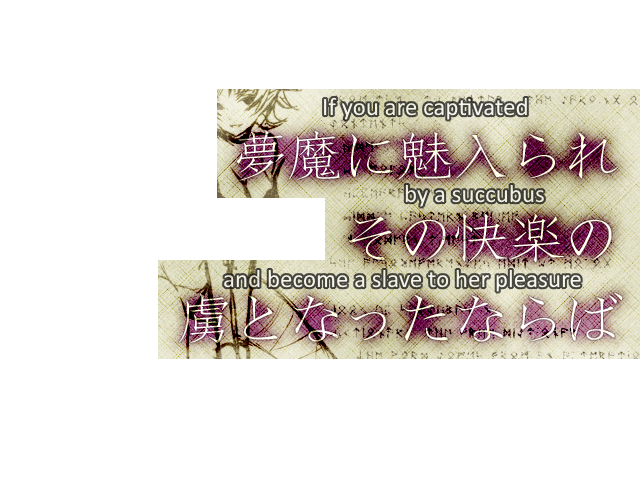 If you are captivated
夢魔に魅入られ
by a succubus
その快楽の
and become a slave to her pleasure
虜となったならば